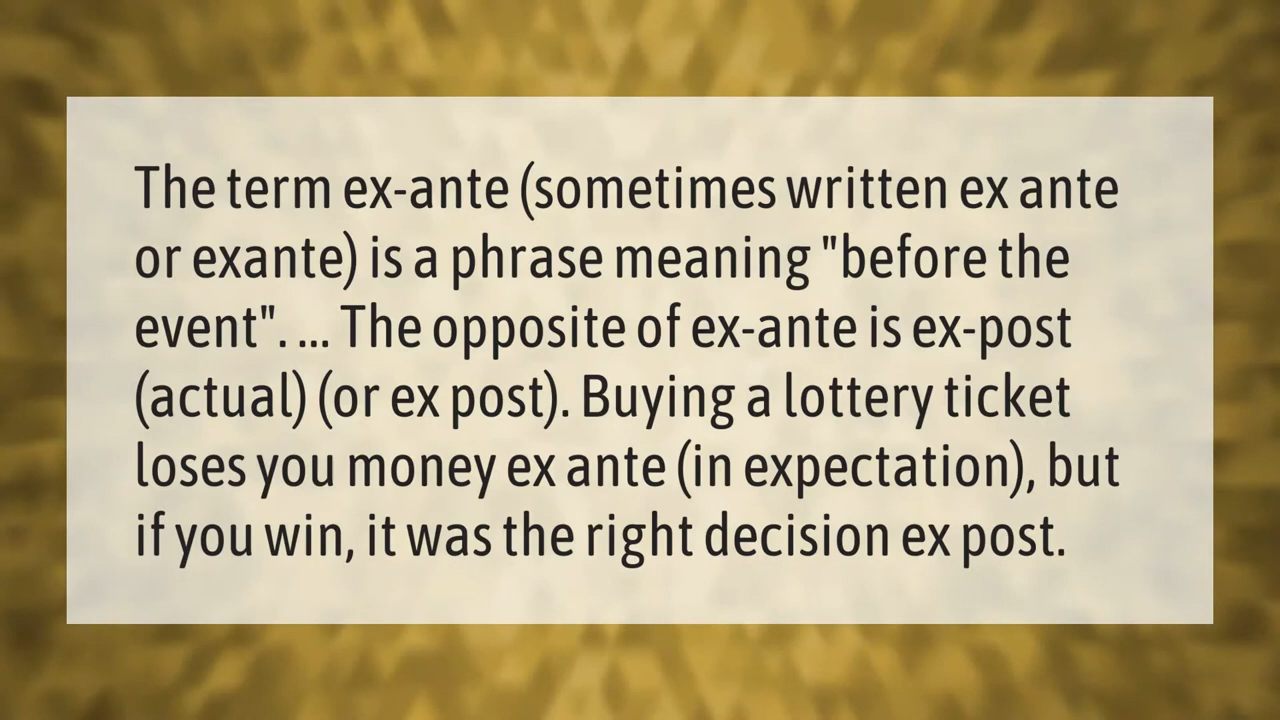 The term ex-ante (sometimes written ex ante
or exante) is a phrase meaning "before the
event". ... The opposite of ex-ante is ex-post
(actual) (or ex post). Buying a lottery ticket
loses you money ex ante (in expectation), but
if you win, it was the right decision ex post.